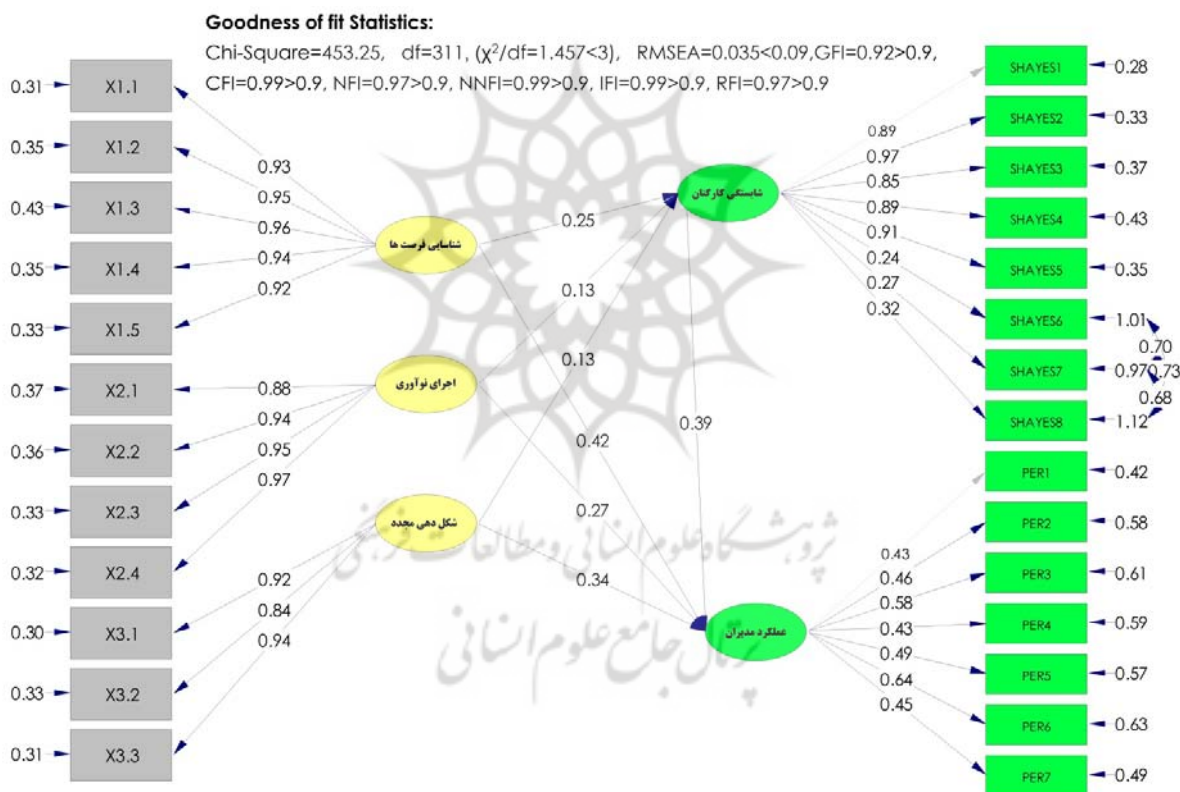 Goodness of fit Statistics:
Chi-Square=453.25, df=311, (χ²/df=1.457<3), RMSEA=0.035<0.09,GFI=0.92>0.9,
CFI=0.99>0.9, NFI=0.97>0.9, NNFI=0.99>0.9, IFI=0.99>0.9, RFI=0.97>0.9
0.31 X1.1
0.35 X1.2
0.43 X1.3
0.35 X1.4
0.33 X1.5
0.37 X2.1
0.36 X2.2
0.33 X2.3
0.32 X2.4
0.30 X3.1
0.33 X3.2
0.31 X3.3
0.93
0.95
0.96
0.94
0.92
0.88
0.94
0.95
0.97
0.92
0.84
0.94
شناسایی فرصت ها
اجرای نوآوری
شکل دهی مجدد
0.25
0.13
0.13
0.42
0.27
0.34
0.39
شایستگی کارکنان
عملکرد مدیران
0.89
0.97
0.85
0.89
0.91
0.24
0.27
0.32
0.43
0.46
0.58
0.43
0.49
0.64
0.45
SHAYES1 0.28
SHAYES2 0.33
SHAYES3 0.37
SHAYES4 0.43
SHAYES5 0.35
SHAYES6 1.01
0.70
SHAYES7 0.97 0.73
0.68
SHAYES8 1.12
PER1 0.42
PER2 0.58
PER3 0.61
PER4 0.59
PER5 0.57
PER6 0.63
PER7 0.49
پژوهشگاه علوم انسانی و مطالعات فرهنگی
پرتال جامع علوم انسانی